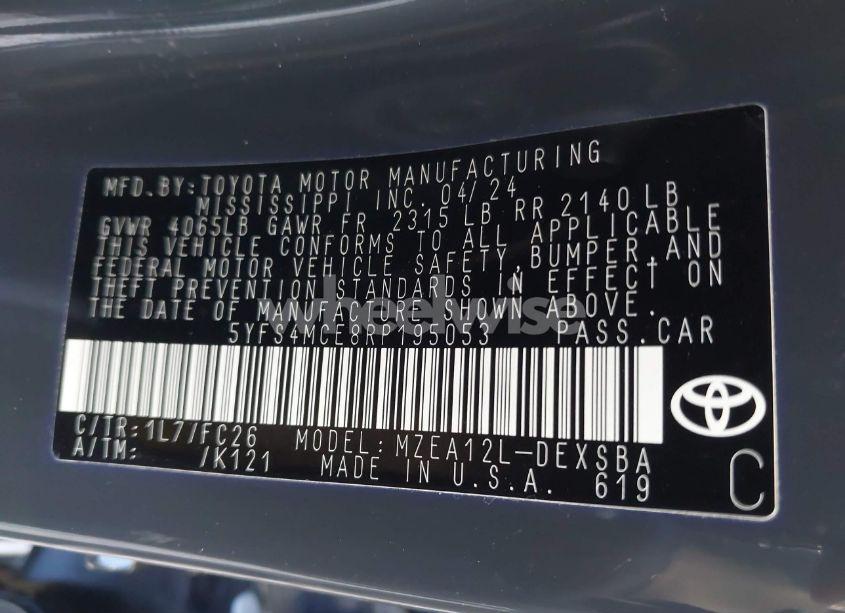 MFD.BY:TOYOTA MOTOR MANUFACTURING
MISSISSIPPI INC. 04/24
GVWR 4065LB GAWR FR 2315 LB RR 2140 LB
THIS VEHICLE CONFORMS TO ALL APPLICABLE
FEDERAL MOTOR VEHICLE SAFETY,BUMPER,AND
THEFT PREVENTION STANDARDS IN EFFECT ON
THE DATE OF MANUFACTURE SHOWN ABOVE.
wheelwise
5YFS4MCE8RP195053 PASS.CAR
C/TR:1L7/FC26 MODEL:MZEA12L-DEXSBA
A/TM: /K121 MADE IN U.S.A. 619
C